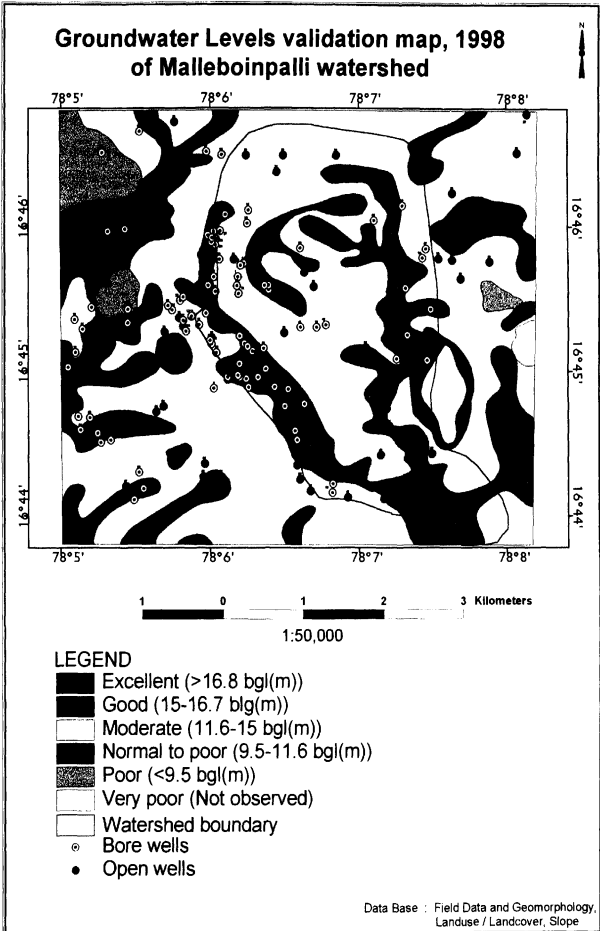 Groundwater Levels validation map, 1998
of Malleboinpalli watershed
N
78°5' 78°6' 78°7' 78°8'
16°46' 16°46'
16°45' 16°45'
16°44' 16°44'
78°5' 78°6' 78°7' 78°8'
1 0 1 2 3 Kilometers
1:50,000
LEGEND
Excellent (>16.8 bgl(m))
Good (15-16.7 blg(m))
Moderate (11.6-15 bgl(m))
Normal to poor (9.5-11.6 bgl(m))
Poor (<9.5 bgl(m))
Very poor (Not observed)
Watershed boundary
Bore wells
Open wells
Data Base : Field Data and Geomorphology,
Landuse / Landcover, Slope